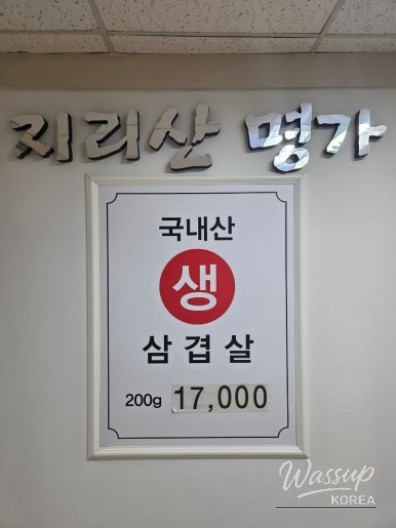 지리산 명가
국내산
생
삼겹살
200g 17,000
Wassup
KOREA